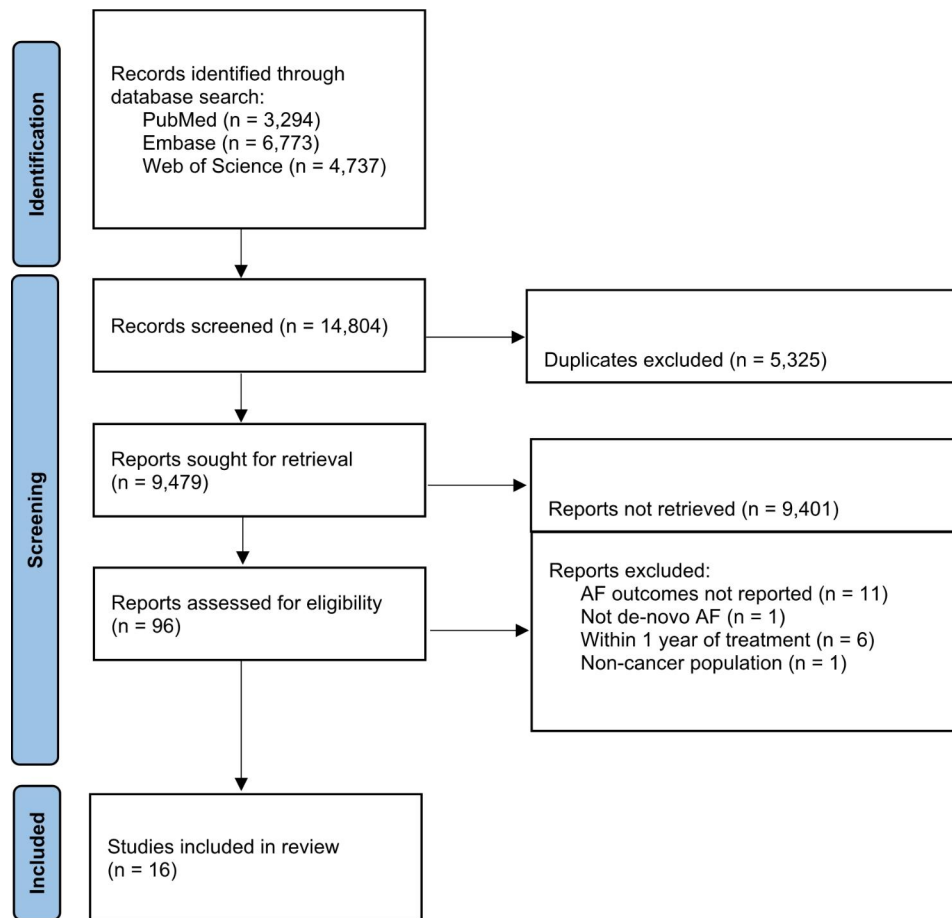 Identification
Records identified through
database search:
PubMed (n = 3,294)
Embase (n = 6,773)
Web of Science (n = 4,737)
Screening
Records screened (n = 14,804)
Duplicates excluded (n = 5,325)
Reports sought for retrieval
(n = 9,479)
Reports not retrieved (n = 9,401)
Reports assessed for eligibility
(n = 96)
Reports excluded:
AF outcomes not reported (n = 11)
Not de-novo AF (n = 1)
Within 1 year of treatment (n = 6)
Non-cancer population (n = 1)
Included
Studies included in review
(n = 16)